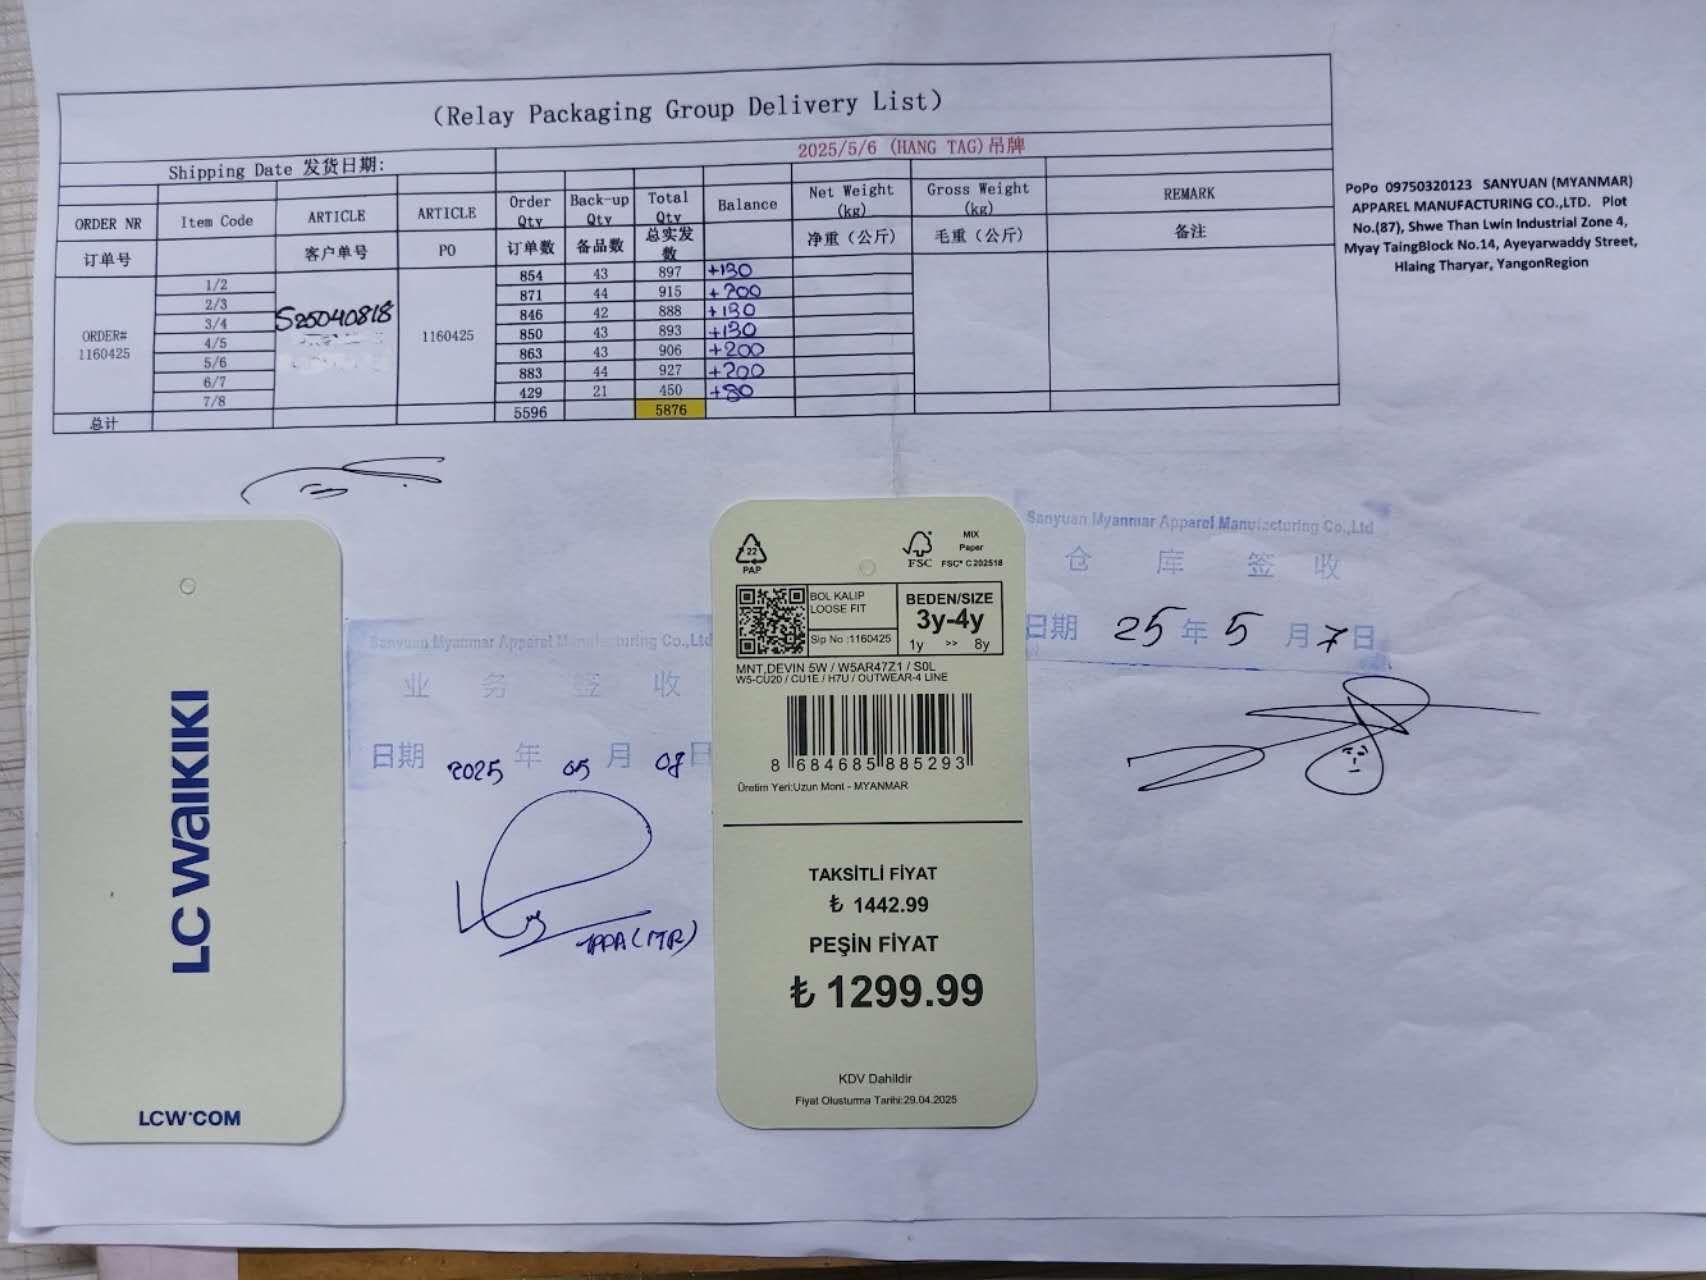 (Relay Packaging Group Delivery List)
Shipping Date 发货日期: 2025/5/6 (HANG TAG)吊牌
ORDER NR Item Code ARTICLE ARTICLE Order Qty Back-up Qty Total Qty Balance Net Weight (kg) Gross Weight (kg) REMARK
订单号 客户单号 PO 订单数 备品数 总实发数 净重 (公斤) 毛重 (公斤) 备注
ORDER# 1160425 S25040818 1160425
1/2 854 43 897 +130
2/3 871 44 915 +200
3/4 846 42 888 +130
4/5 850 43 893 +130
5/6 863 43 906 +200
6/7 883 44 927 +200
7/8 429 21 450 +80
总计 5596 5876
PoPo 09750320123 SANYUAN (MYANMAR)
APPAREL MANUFACTURING CO.,LTD. Plot
No.(87), Shwe Than Lwin Industrial Zone 4,
Myay TaingBlock No.14, Ayeyarwaddy Street,
Hlaing Tharyar, YangonRegion
LC WAIKIKI
LCW.COM
Sanyuan Myanmar Apparel Manufacturing Co.,Ltd
业务签收
日期 2025 年 05 月 08 日
22
PAP
FSC
MIX
Paper
FSC® C202518
BOL KALIP
LOOSE FIT
Sip No :1160425
BEDEN/SIZE
3y-4y
1y >> 8y
MNT,DEVIN 5W / W5AR47Z1 / S0L
W5-CU20 / CU1E / H7U / OUTWEAR-4 LINE
8 684685 885293
Üretim Yeri:Uzun Mont - MYANMAR
TAKSİTLİ FİYAT
₺ 1442.99
PEŞİN FİYAT
₺ 1299.99
KDV Dahildir
Fiyat Olusturma Tarihi:29.04.2025
Sanyuan Myanmar Apparel Manufacturing Co.,Ltd
仓库签收
日期 25 年 5 月 7 日